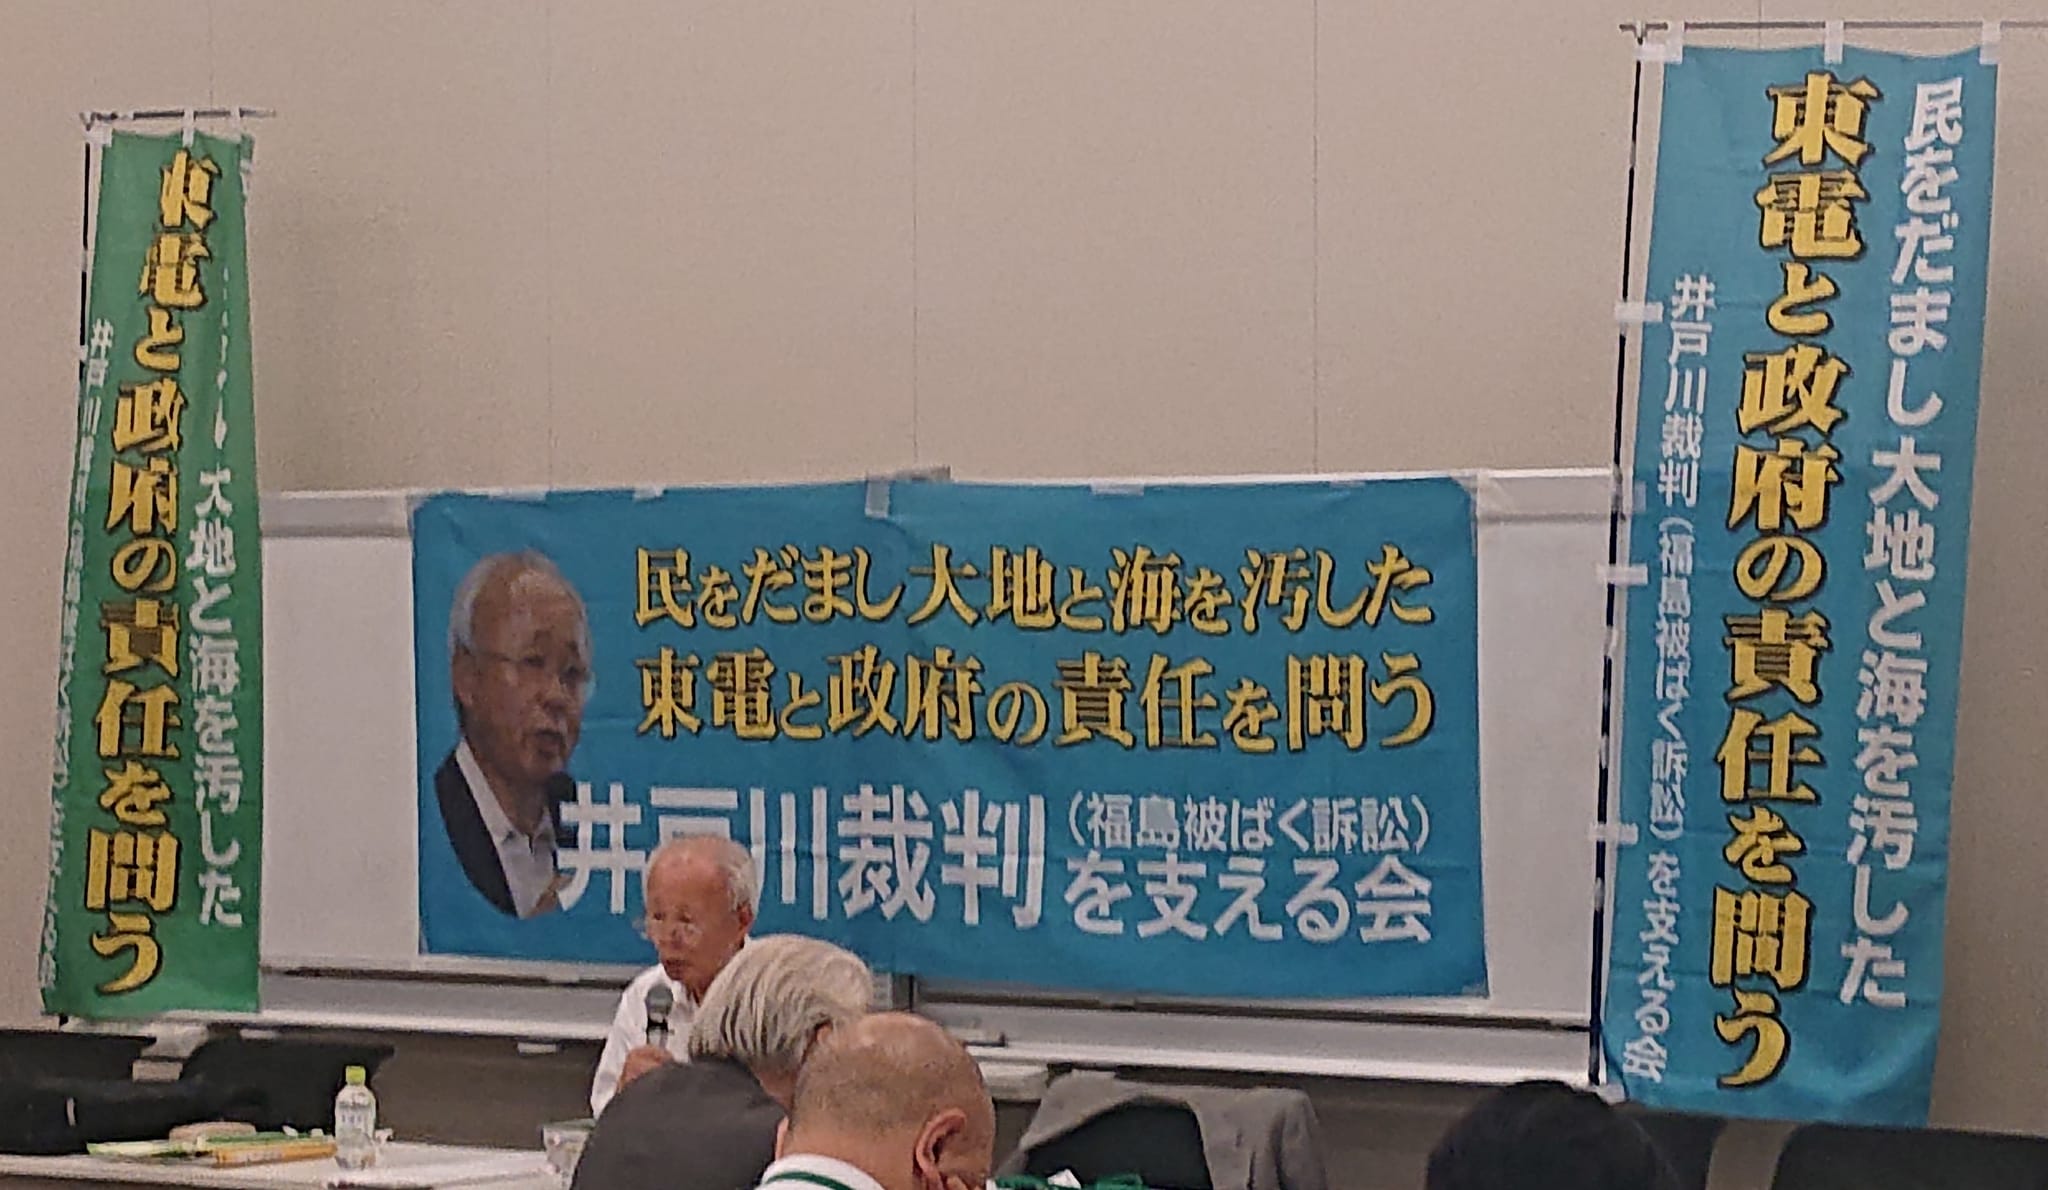 民をだまし大地と海を汚した
東電と政府の責任を問う
井戸川裁判(福島被ばく訴訟)
を支える会
民をだまし大地と海を汚した
東電と政府の責任を問う
井戸川裁判(福島被ばく訴訟)を支える会
大地と海を汚した
東電と政府の責任を問う
井戸川裁判